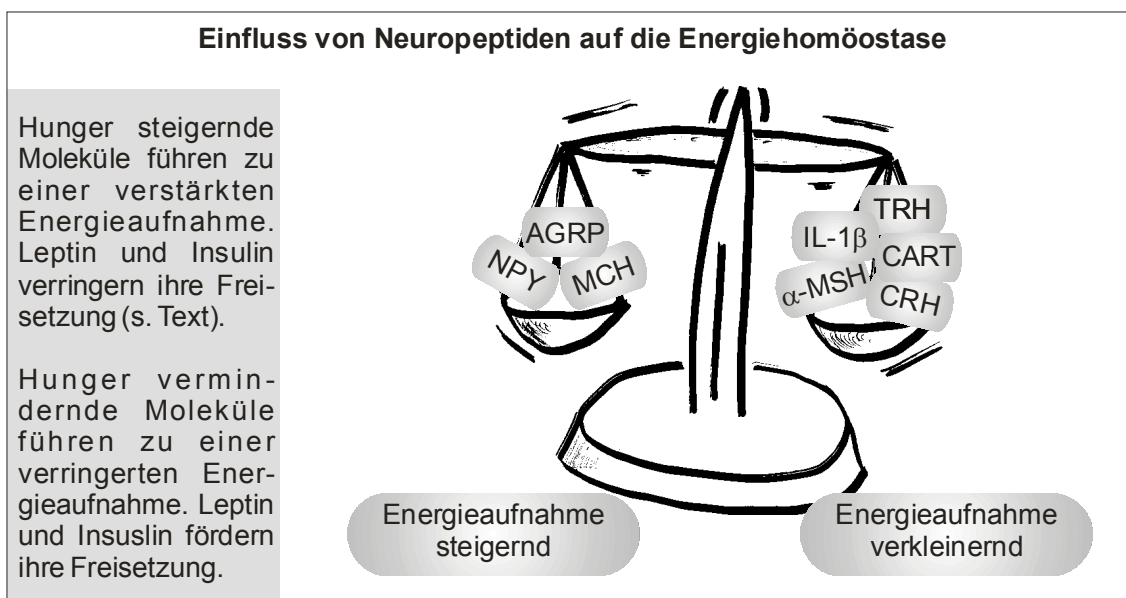 Einfluss von Neuropeptiden auf die Energiehomöostase
Hunger steigernde
Moleküle führen zu
einer verstärkten
Energieaufnahme.
Leptin und Insulin
verringern ihre Frei-
setzung (s. Text).
Hunger vermin-
dernde Moleküle
führen zu einer
verringerten Ener-
gieaufnahme. Leptin
und Insuslin fördern
ihre Freisetzung.
AGRP
NPY
MCH
TRH
IL-1β
CART
α-MSH
CRH
Energieaufnahme
steigernd
Energieaufnahme
verkleinernd